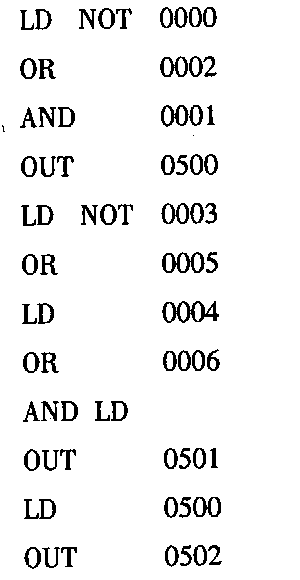 LD NOT 0000
OR 0002
AND 0001
OUT 0500
LD NOT 0003
OR 0005
LD 0004
OR 0006
AND LD
OUT 0501
LD 0500
OUT 0502